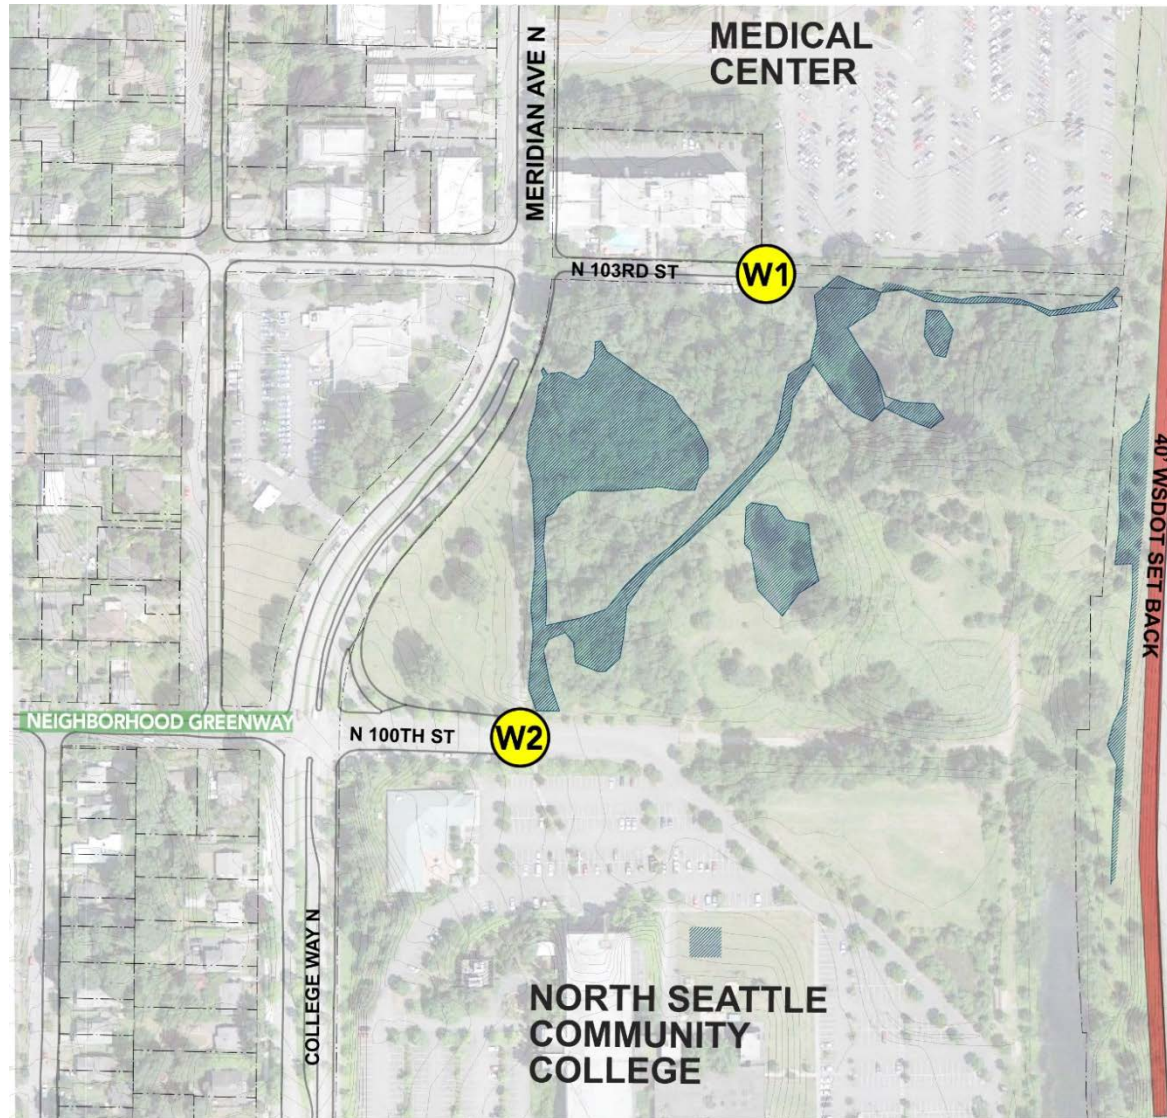 MEDICAL
CENTER
MERIDIAN AVE N
N 103RD ST
W1
40' WSDOT SET BACK
NEIGHBORHOOD GREENWAY
N 100TH ST
W2
COLLEGE WAY N
NORTH SEATTLE
COMMUNITY
COLLEGE